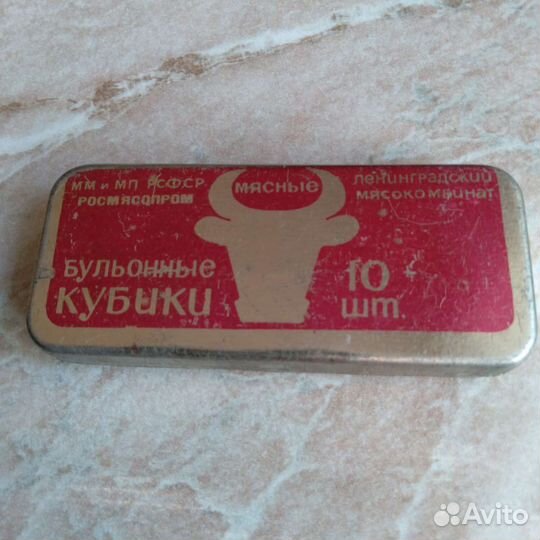 ММ и МП РСФСР
РОСМЯСОПРОМ
МЯСНЫЕ
ЛЕНИНГРАДСКИЙ
МЯСОКОМБИНАТ
БУЛЬОННЫЕ
КУБИКИ
10
шт.
Avito